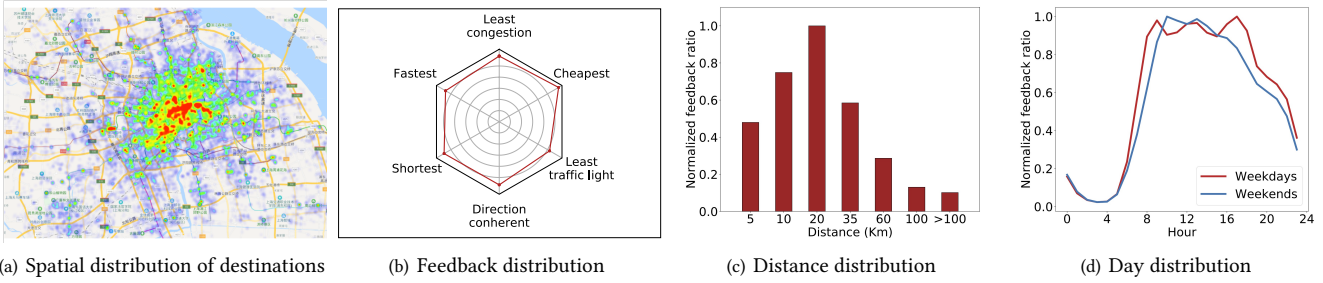 Least
congestion
Fastest
Cheapest
Shortest
Least
traffic light
Direction
conherent
Normalized feedback ratio
1.0
0.8
0.6
0.4
0.2
0.0
5 10 20 35 60 100 >100
Distance (Km)
Normalized feedback ratio
1.0
0.8
0.6
0.4
0.2
0.0
Weekdays
Weekends
0 4 8 12 16 20 24
Hour
(a) Spatial distribution of destinations
(b) Feedback distribution
(c) Distance distribution
(d) Day distribution